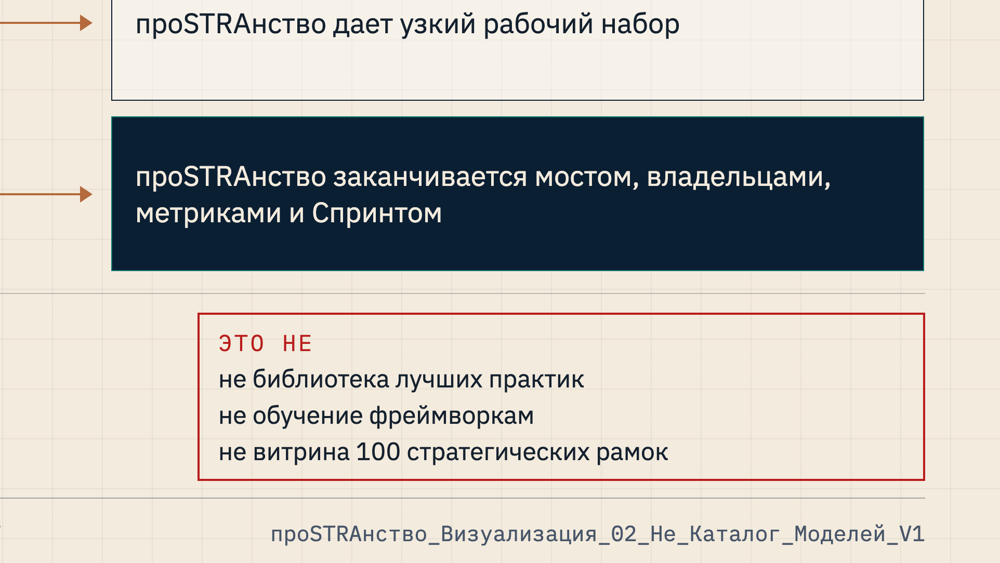 проSTRAнство дает узкий рабочий набор
проSTRAнство заканчивается мостом, владельцами,
метриками и Спринтом
ЭТО НЕ
не библиотека лучших практик
не обучение фреймворкам
не витрина 100 стратегических рамок
проSTRAнство_Визуализация_02_Не_Каталог_Моделей_V1